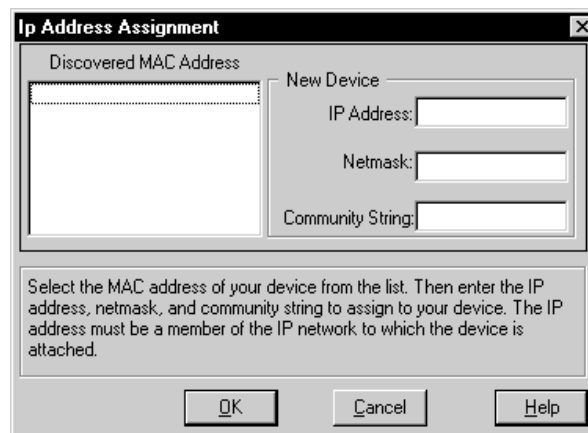 Ip Address Assignment
Discovered MAC Address
New Device
IP Address:
Netmask:
Community String:
Select the MAC address of your device from the list. Then enter the IP
address, netmask, and community string to assign to your device. The IP
address must be a member of the IP network to which the device is
attached.
OK
Cancel
Help